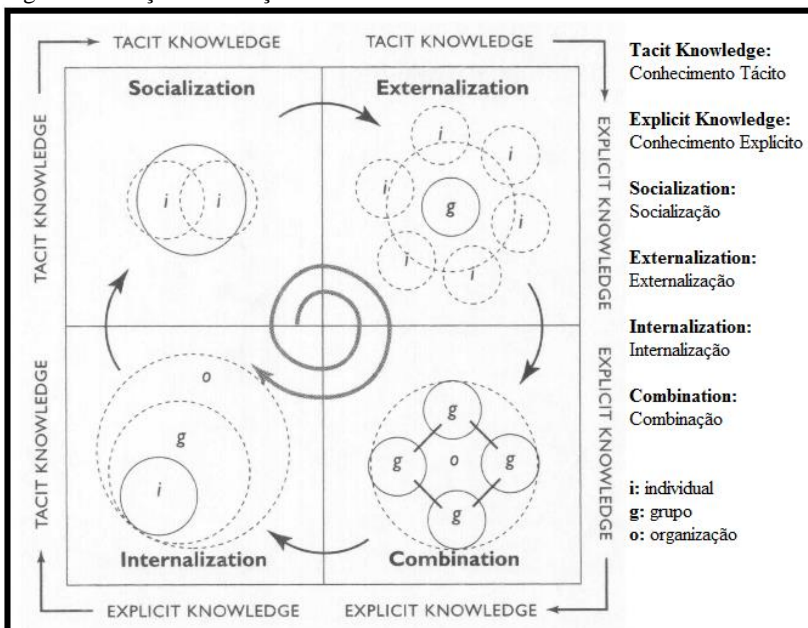 TACIT KNOWLEDGE
TACIT KNOWLEDGE
TACIT KNOWLEDGE
Socialization
i
i
Externalization
i
i
i
i
i
i
g
EXPLICIT KNOWLEDGE
TACIT KNOWLEDGE
o
g
i
Internalization
g
g
o
g
g
Combination
EXPLICIT KNOWLEDGE
EXPLICIT KNOWLEDGE
EXPLICIT KNOWLEDGE
Tacit Knowledge:
Conhecimento Tácito
Explicit Knowledge:
Conhecimento Explícito
Socialization:
Socialização
Externalization:
Externalização
Internalization:
Internalização
Combination:
Combinação
i: individual
g: grupo
o: organização